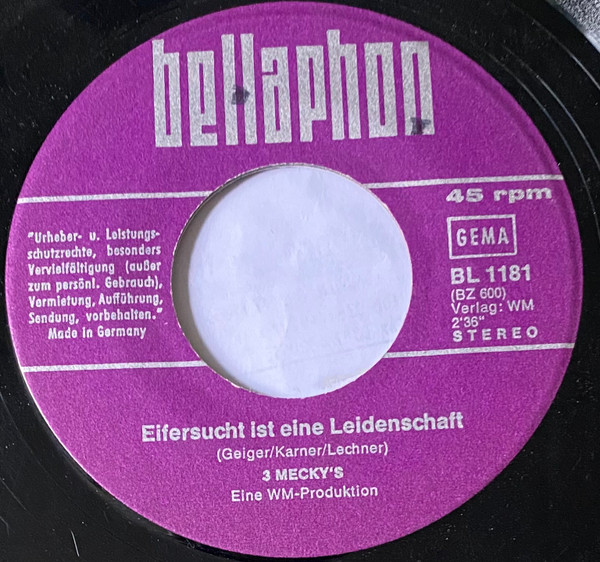 bellaphon
45 rpm
GEMA
BL 1181
(BZ 600)
Verlag: WM
2'36"
STEREO
"Urheber- u. Leistungs-
schutzrechte, besonders
Vervielfältigung (außer
zum persönl. Gebrauch),
Vermietung, Aufführung,
Sendung, vorbehalten."
Made in Germany
Eifersucht ist eine Leidenschaft
(Geiger/Karner/Lechner)
3 MECKY'S
Eine WM-Produktion